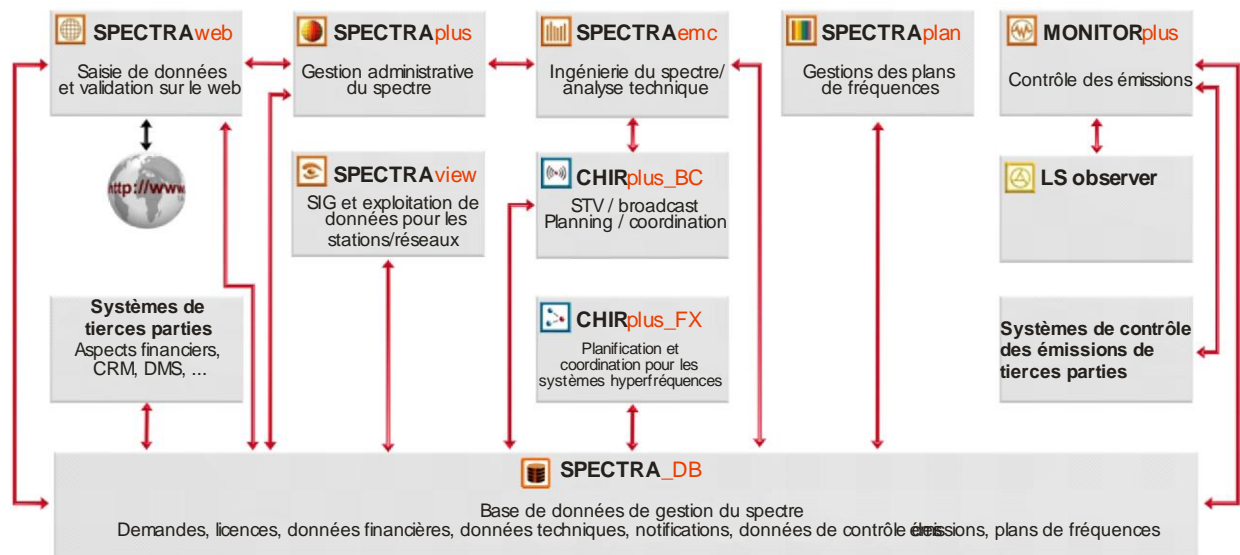 SPECTRAweb
Saisie de données
et validation sur le web
SPECTRAplus
Gestion administrative
du spectre
SPECTRAemc
Ingénierie du spectre/
analyse technique
SPECTRAplan
Gestions des plans
de fréquences
MONITORplus
Contrôle des émissions
http://www
SPECTRAview
SIG et exploitation de
données pour les
stations/réseaux
CHIRplus_BC
STV / broadcast
Planning / coordination
LS observer
Systèmes de
tierces parties
Aspects financiers,
CRM, DMS, ...
CHIRplus_FX
Planification et
coordination pour les
systèmes hyperfréquences
Systèmes de contrôle
des émissions de
tierces parties
SPECTRA_DB
Base de données de gestion du spectre
Demandes, licences, données financières, données techniques, notifications, données de contrôle émissions, plans de fréquences